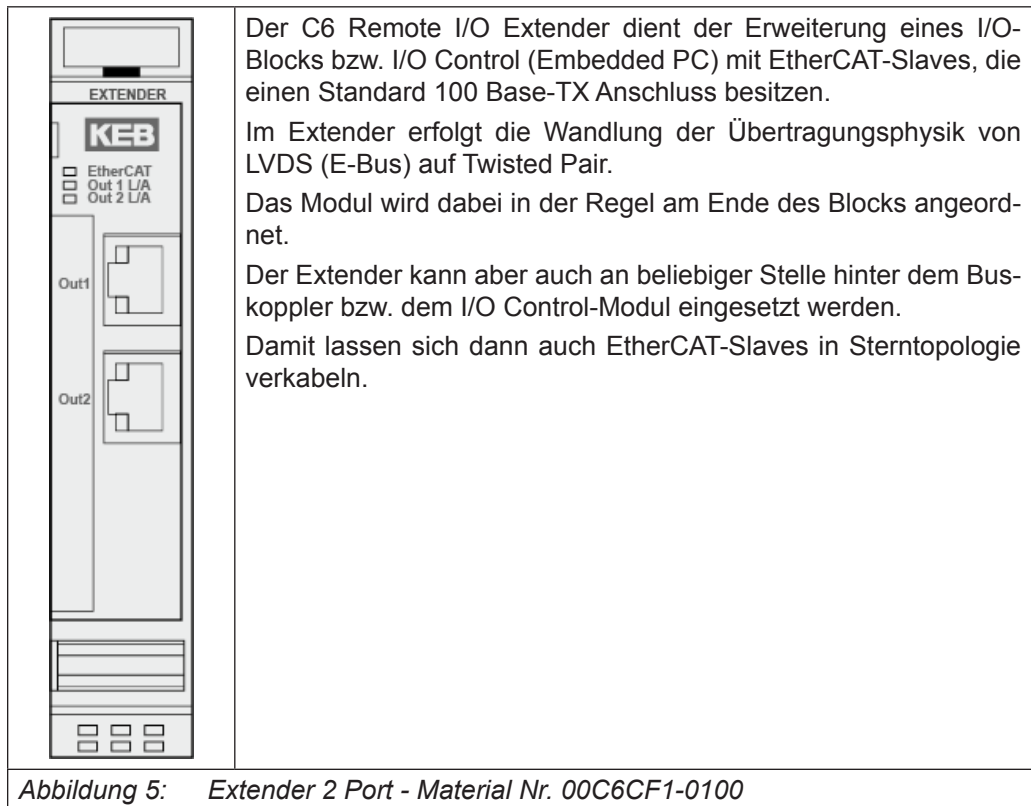 EXTENDER
KEB
EtherCAT
Out 1 L/A
Out 2 L/A
Out1
Out2
Der C6 Remote I/O Extender dient der Erweiterung eines I/O-
Blocks bzw. I/O Control (Embedded PC) mit EtherCAT-Slaves, die
einen Standard 100 Base-TX Anschluss besitzen.
Im Extender erfolgt die Wandlung der Übertragungsphysik von
LVDS (E-Bus) auf Twisted Pair.
Das Modul wird dabei in der Regel am Ende des Blocks angeord-
net.
Der Extender kann aber auch an beliebiger Stelle hinter dem Bus-
koppler bzw. dem I/O Control-Modul eingesetzt werden.
Damit lassen sich dann auch EtherCAT-Slaves in Sterntopologie
verkabeln.
Abbildung 5: Extender 2 Port - Material Nr. 00C6CF1-0100